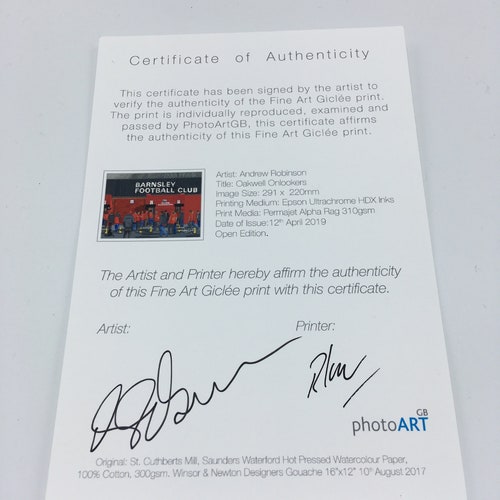 Certificate of Authenticity
This certificate has been signed by the artist to
verify the authenticity of the Fine Art Giclée print.
The print is individually reproduced, examined and
passed by PhotoArtGB, this certificate affirms
the authenticity of this Fine Art Giclée print.
BARNSLEY
FOOTBALL CLUB
Artist: Andrew Robinson
Title: Oakwell Onlookers
Image Size: 291 x 220mm
Printing Medium: Epson Ultrachrome HDX Inks
Print Media: Permajet Alpha Rag 310gsm
Date of Issue:12th April 2019
Open Edition.
The Artist and Printer hereby affirm the authenticity
of this Fine Art Giclée print with this certificate.
Artist:
Printer:
GB
photoART
Original: St. Cuthberts Mill, Saunders Waterford Hot Pressed Watercolour Paper,
100% Cotton, 300gsm. Winsor & Newton Designers Gouache 16"x12" 10th August 2017